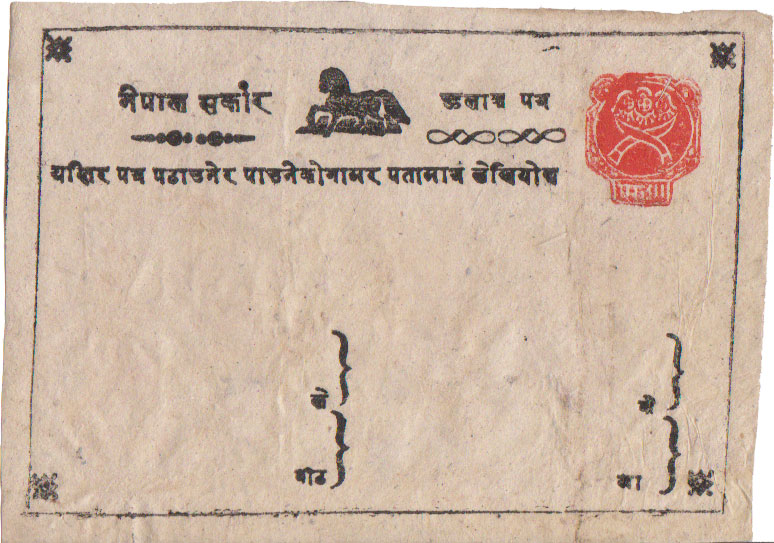 नेपाल सर्कार पत्र
यस्तिर पत्र पठाउनेर पाउनेकोनामर पतामात्रं लेखियोस
बाट मा